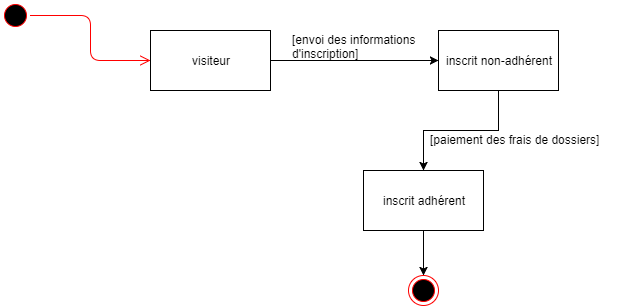 [envoi des informations
d'inscription]
visiteur
inscrit non-adhérent
[paiement des frais de dossiers]
inscrit adhérent